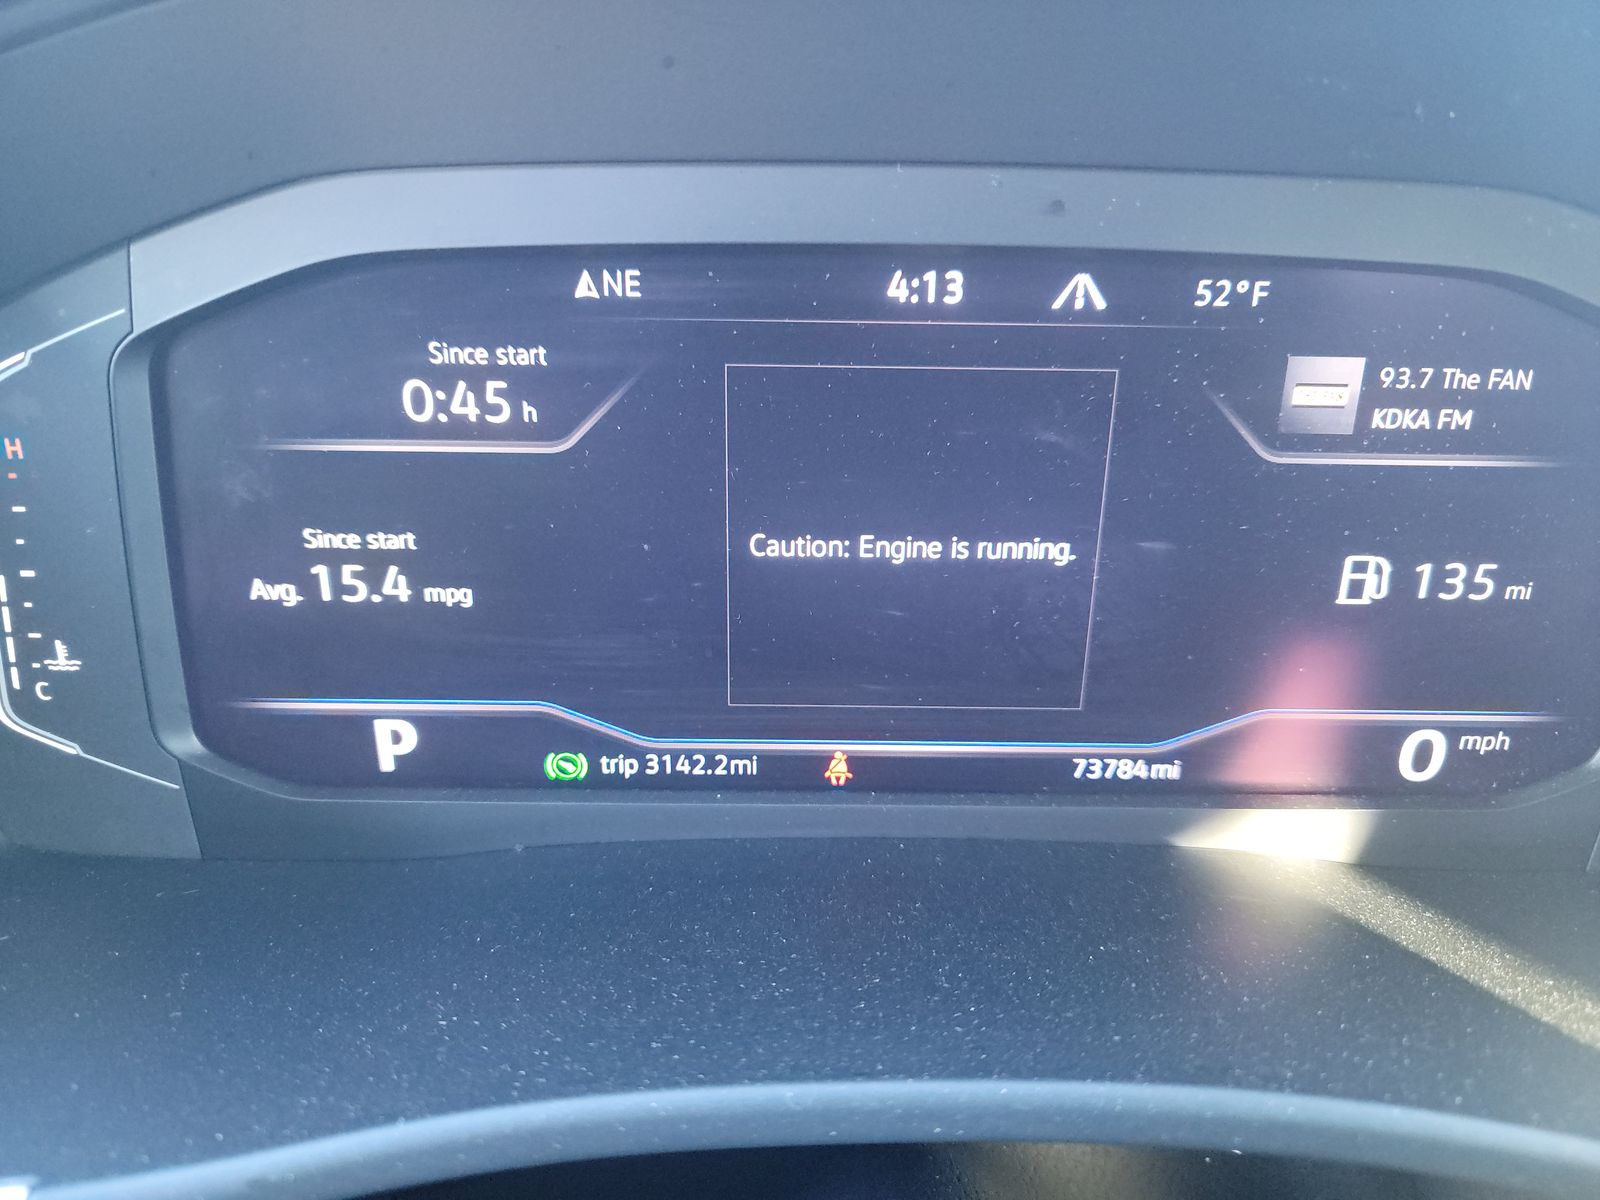 NE
4:13
52°F
Since start
0:45 h
93.7 The FAN
KDKA FM
H
Since start
Avg. 15.4 mpg
Caution: Engine is running.
135 mi
C
P
trip 3142.2mi
73784mi
0 mph